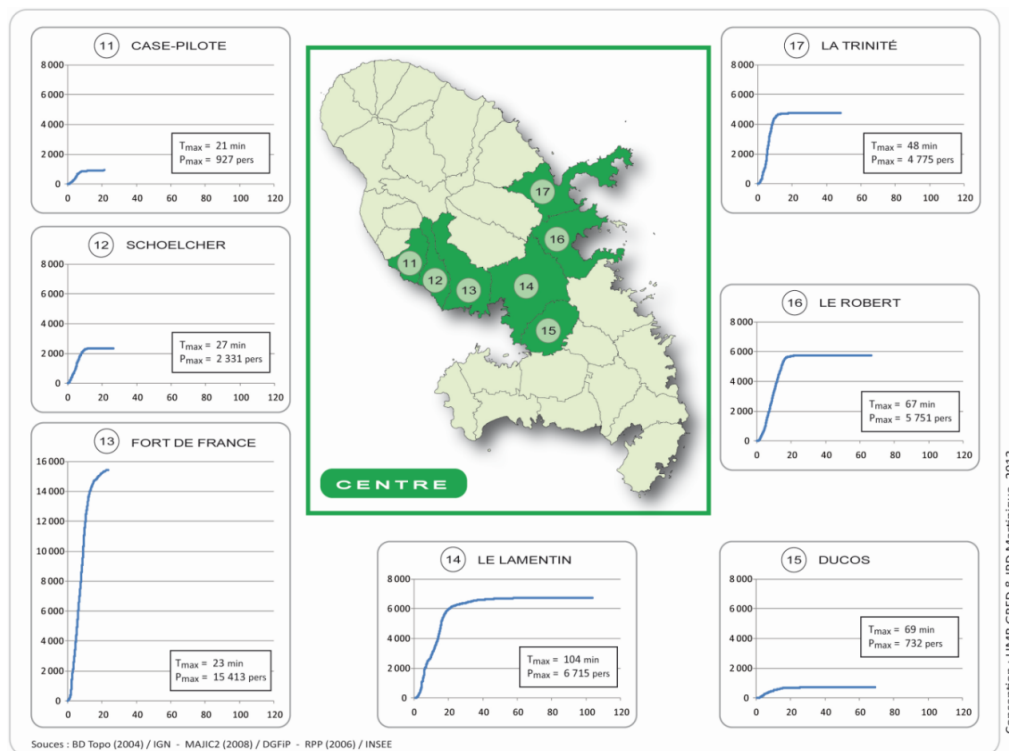 11 CASE-PILOTE
8 000
6 000
4 000
2 000
0
0 20 40 60 80 100 120
Tmax = 21 min
Pmax = 927 pers
12 SCHOELCHER
8 000
6 000
4 000
2 000
0
0 20 40 60 80 100 120
Tmax = 27 min
Pmax = 2 331 pers
13 FORT DE FRANCE
16 000
14 000
12 000
10 000
8 000
6 000
4 000
2 000
0
0 20 40 60 80 100 120
Tmax = 23 min
Pmax = 15 413 pers
17
16
11
12
13
14
15
CENTRE
14 LE LAMENTIN
8 000
6 000
4 000
2 000
0
0 20 40 60 80 100 120
Tmax = 104 min
Pmax = 6 715 pers
17 LA TRINITÉ
8 000
6 000
4 000
2 000
0
0 20 40 60 80 100 120
Tmax = 48 min
Pmax = 4 775 pers
16 LE ROBERT
8 000
6 000
4 000
2 000
0
0 20 40 60 80 100 120
Tmax = 67 min
Pmax = 5 751 pers
15 DUCOS
8 000
6 000
4 000
2 000
0
0 20 40 60 80 100 120
Tmax = 69 min
Pmax = 732 pers
Souces : BD Topo (2004) / IGN - MAJIC2 (2008) / DGFiP - RPP (2006) / INSEE